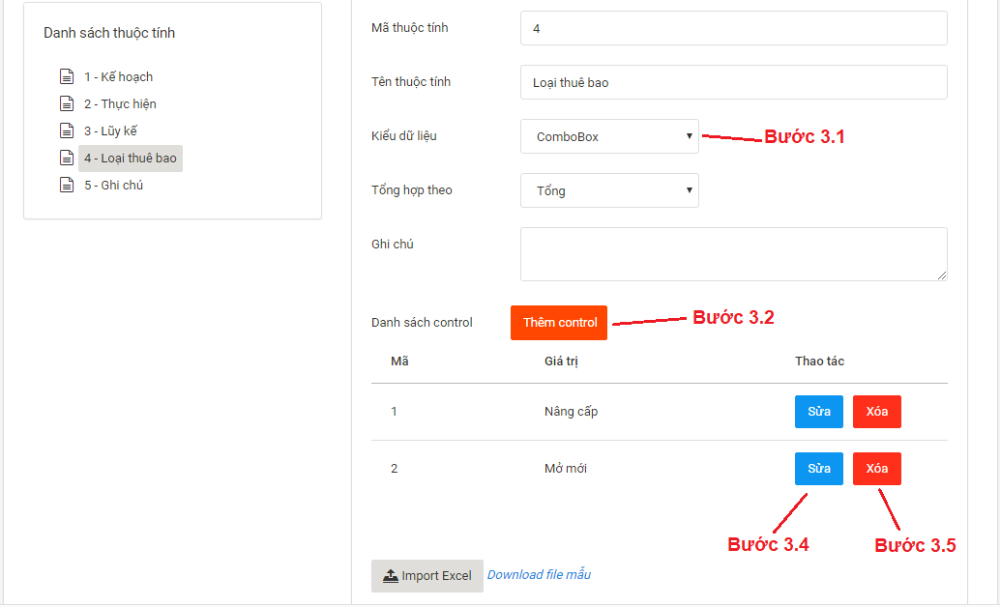 Danh sách thuộc tính
1 - Kế hoạch
2 - Thực hiện
3 - Lũy kế
4 - Loại thuê bao
5 - Ghi chú
Mã thuộc tính 4
Tên thuộc tính Loại thuê bao
Kiểu dữ liệu ComboBox Bước 3.1
Tổng hợp theo Tổng
Ghi chú
Danh sách control Thêm control Bước 3.2
Mã Giá trị Thao tác
1 Nâng cấp Sửa Xóa
2 Mở mới Sửa Xóa
Bước 3.4 Bước 3.5
Import Excel Download file mẫu